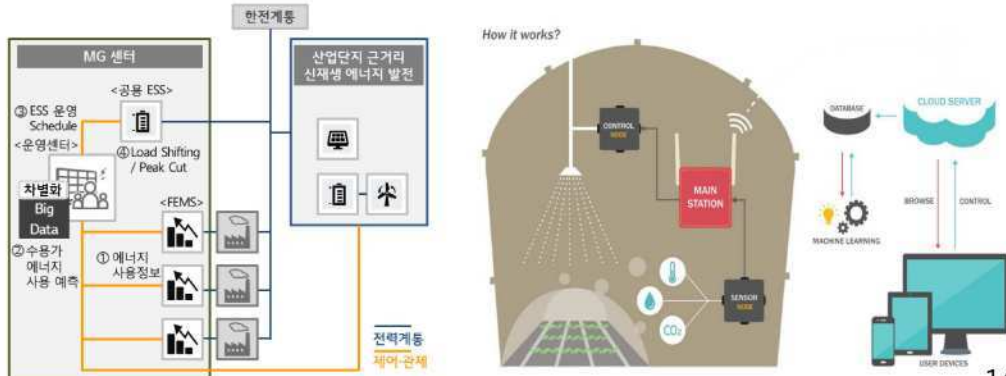 한전계통
MG 센터
<공용 ESS>
③ ESS 운영
Schedule
<운영센터>
④ Load Shifting
/ Peak Cut
차별화
Big
Data
<FEMS>
② 수용가
에너지
사용 예측
① 에너지
사용정보
산업단지 근거리
신재생 에너지 발전
전력계통
제어·관제
How it works?
CONTROL
NODE
MAIN
STATION
SENSOR
NODE
CO₂
DATABASE
CLOUD SERVER
MACHINE LEARNING
BROWSE
CONTROL
USER DEVICES